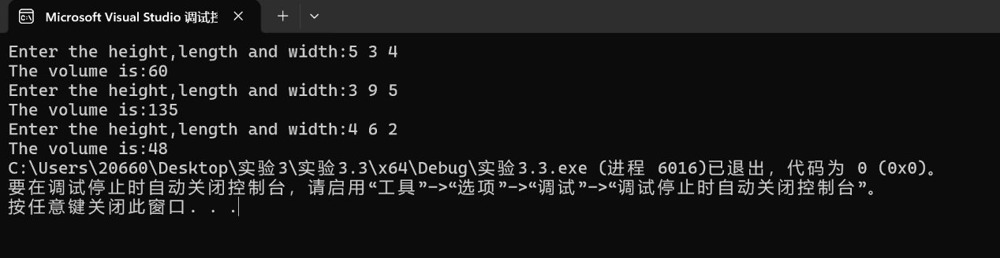 Microsoft Visual Studio 调试控
Enter the height,length and width:5 3 4
The volume is:60
Enter the height,length and width:3 9 5
The volume is:135
Enter the height,length and width:4 6 2
The volume is:48
C:\Users\20660\Desktop\实验3\实验3.3\x64\Debug\实验3.3.exe (进程 6016)已退出，代码为 0 (0x0)。
要在调试停止时自动关闭控制台，请启用“工具”->“选项”->“调试”->“调试停止时自动关闭控制台”。
按任意键关闭此窗口. . .